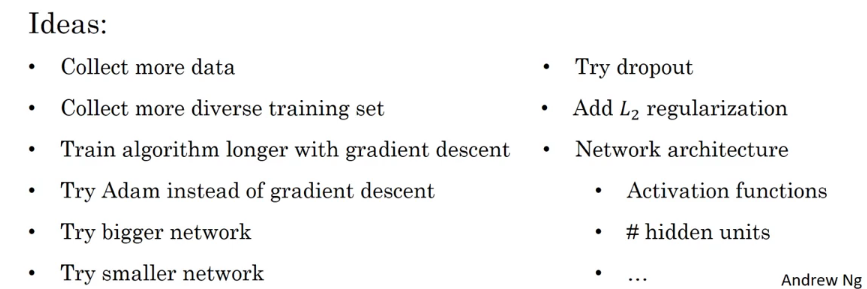 Ideas:
• Collect more data
• Collect more diverse training set
• Train algorithm longer with gradient descent
• Try Adam instead of gradient descent
• Try bigger network
• Try smaller network
• Try dropout
• Add L₂ regularization
• Network architecture
• Activation functions
• # hidden units
• ...
Andrew Ng